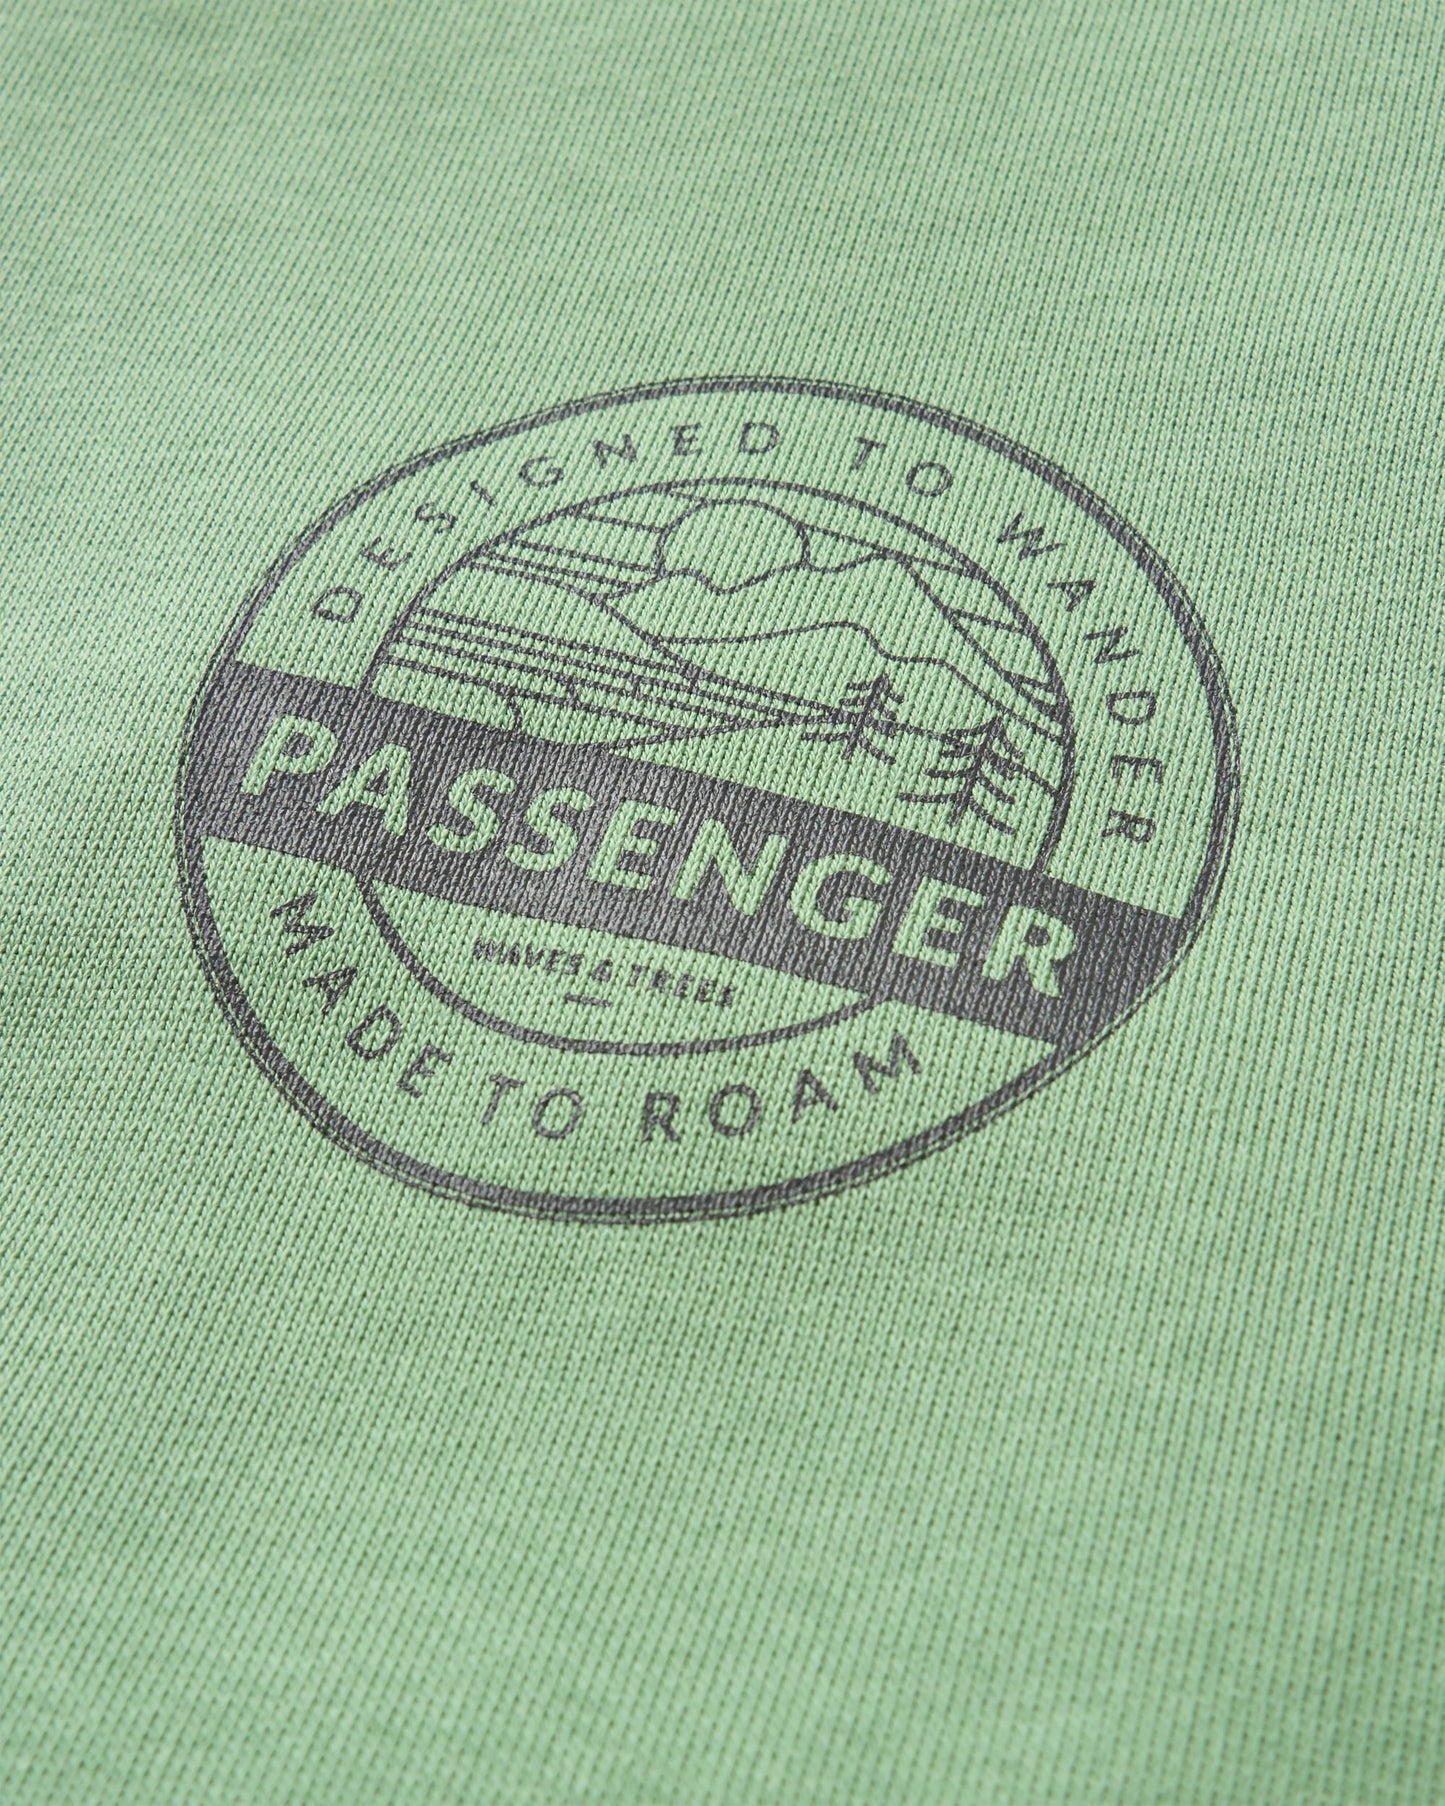 DESIGNED TO WANDER
PASSENGER
WAVES & TREES
MADE TO ROAM